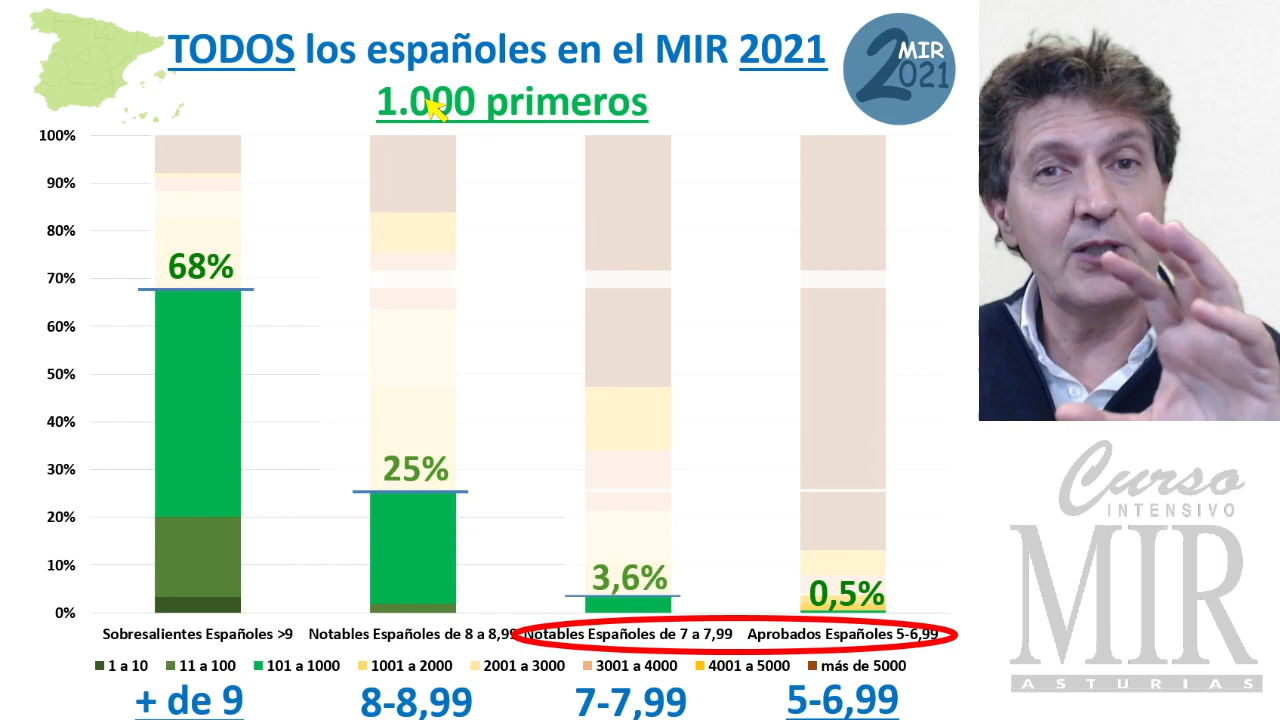 TODOS los españoles en el MIR 2021
1.000 primeros
2 MIR
021
100%
90%
80%
70%
60%
50%
40%
30%
20%
10%
0%
68%
25%
3,6%
0,5%
Sobresalientes Españoles >9 Notables Españoles de 8 a 8,99 Notables Españoles de 7 a 7,99 Aprobados Españoles 5-6,99
1 a 10 11 a 100 101 a 1000 1001 a 2000 2001 a 3000 3001 a 4000 4001 a 5000 más de 5000
+ de 9 8-8,99 7-7,99 5-6,99
Curso
INTENSIVO
MIR
ASTURIAS